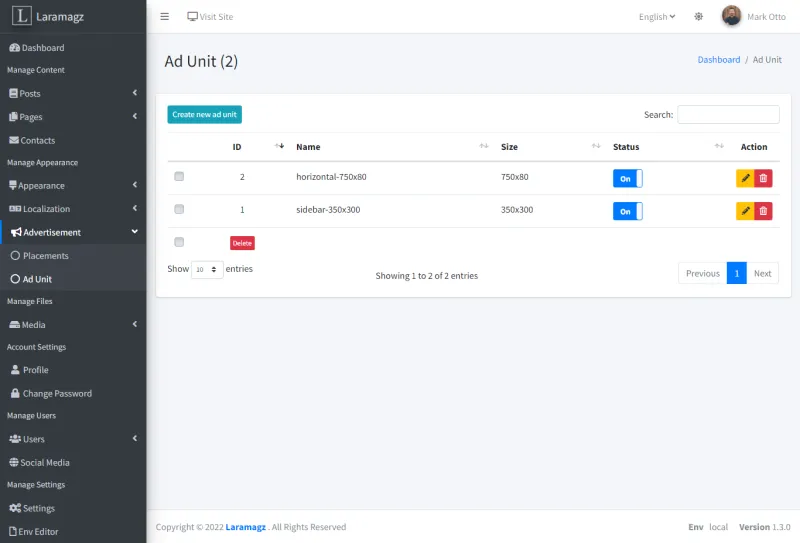 Laramagz
Visit Site
English
Mark Otto
Dashboard
Manage Content
Posts
Pages
Contacts
Manage Appearance
Appearance
Localization
Advertisement
Placements
Ad Unit
Manage Files
Media
Account Settings
Profile
Change Password
Manage Users
Users
Social Media
Manage Settings
Settings
Env Editor
Ad Unit (2)
Dashboard / Ad Unit
Create new ad unit
Search:
ID Name Size Status Action
2 horizontal-750x80 750x80 On
1 sidebar-350x300 350x300 On
Delete
Show 10 entries
Showing 1 to 2 of 2 entries
Previous 1 Next
Copyright © 2022 Laramagz . All Rights Reserved
Env local Version 1.3.0